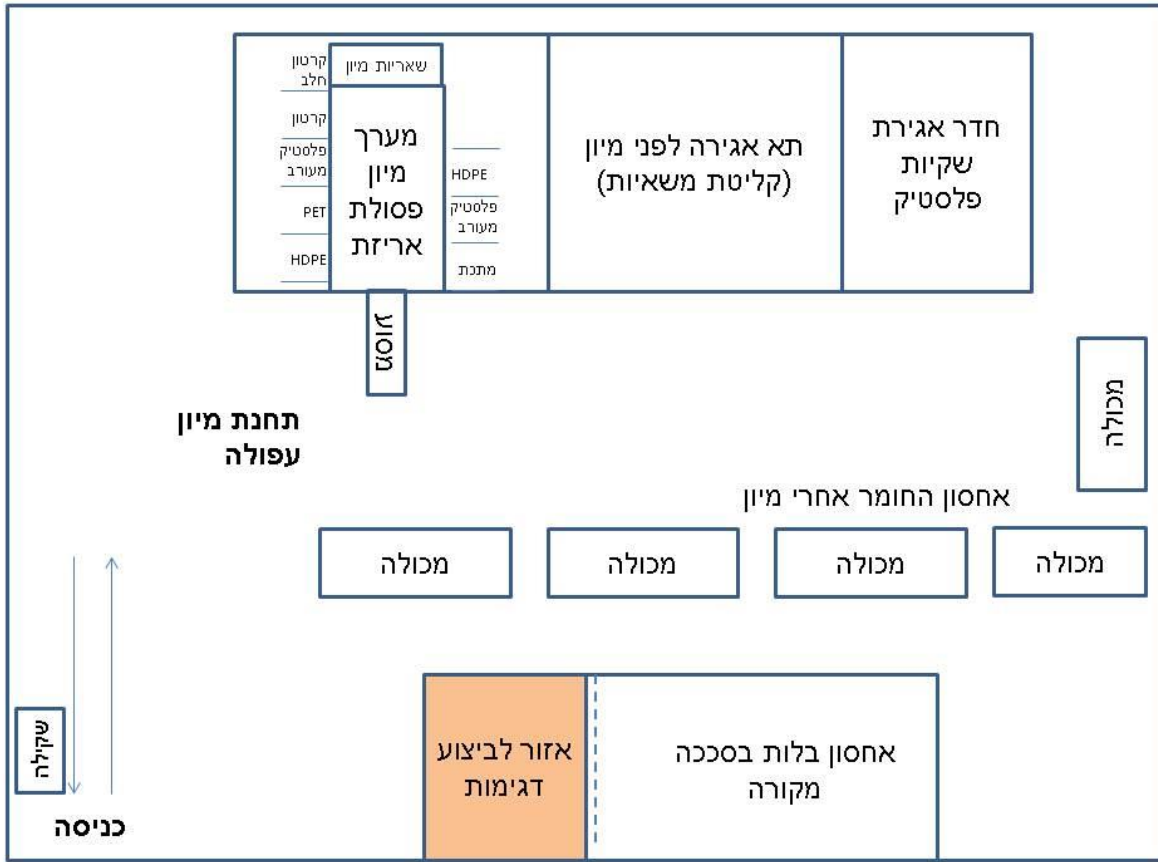 חדר אגירת
שקיות
פלסטיק
תא אגירה לפני מיון
(קליטת משאיות)
שאריות מיון
מערך
מיון
פסולת
אריזת
HDPE
פלסטיק
מעורב
מתכת
קרטון
חלב
קרטון
פלסטיק
מעורב
PET
HDPE
מסוע
מכולה
תחנת מיון
עפולה
אחסון החומר אחרי מיון
מכולה
מכולה
מכולה
מכולה
אחסון בלות בסככה
מקורה
אזור לביצוע
דגימות
שקילה
כניסה